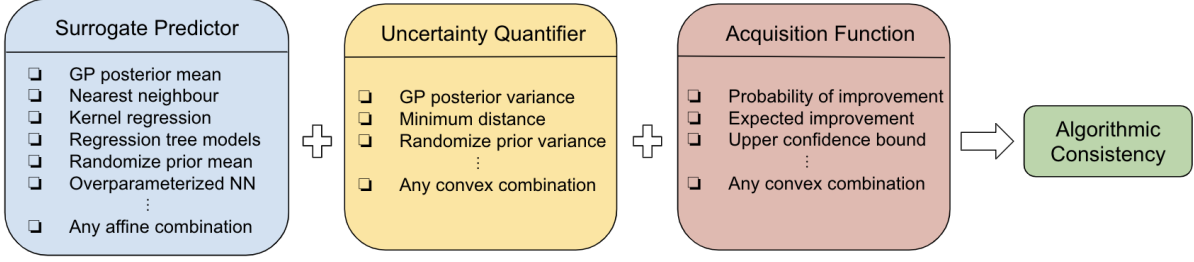 Surrogate Predictor
❏ GP posterior mean
❏ Nearest neighbour
❏ Kernel regression
❏ Regression tree models
❏ Randomize prior mean
❏ Overparameterized NN
⋮
❏ Any affine combination
Uncertainty Quantifier
❏ GP posterior variance
❏ Minimum distance
❏ Randomize prior variance
⋮
❏ Any convex combination
Acquisition Function
❏ Probability of improvement
❏ Expected improvement
❏ Upper confidence bound
⋮
❏ Any convex combination
Algorithmic
Consistency